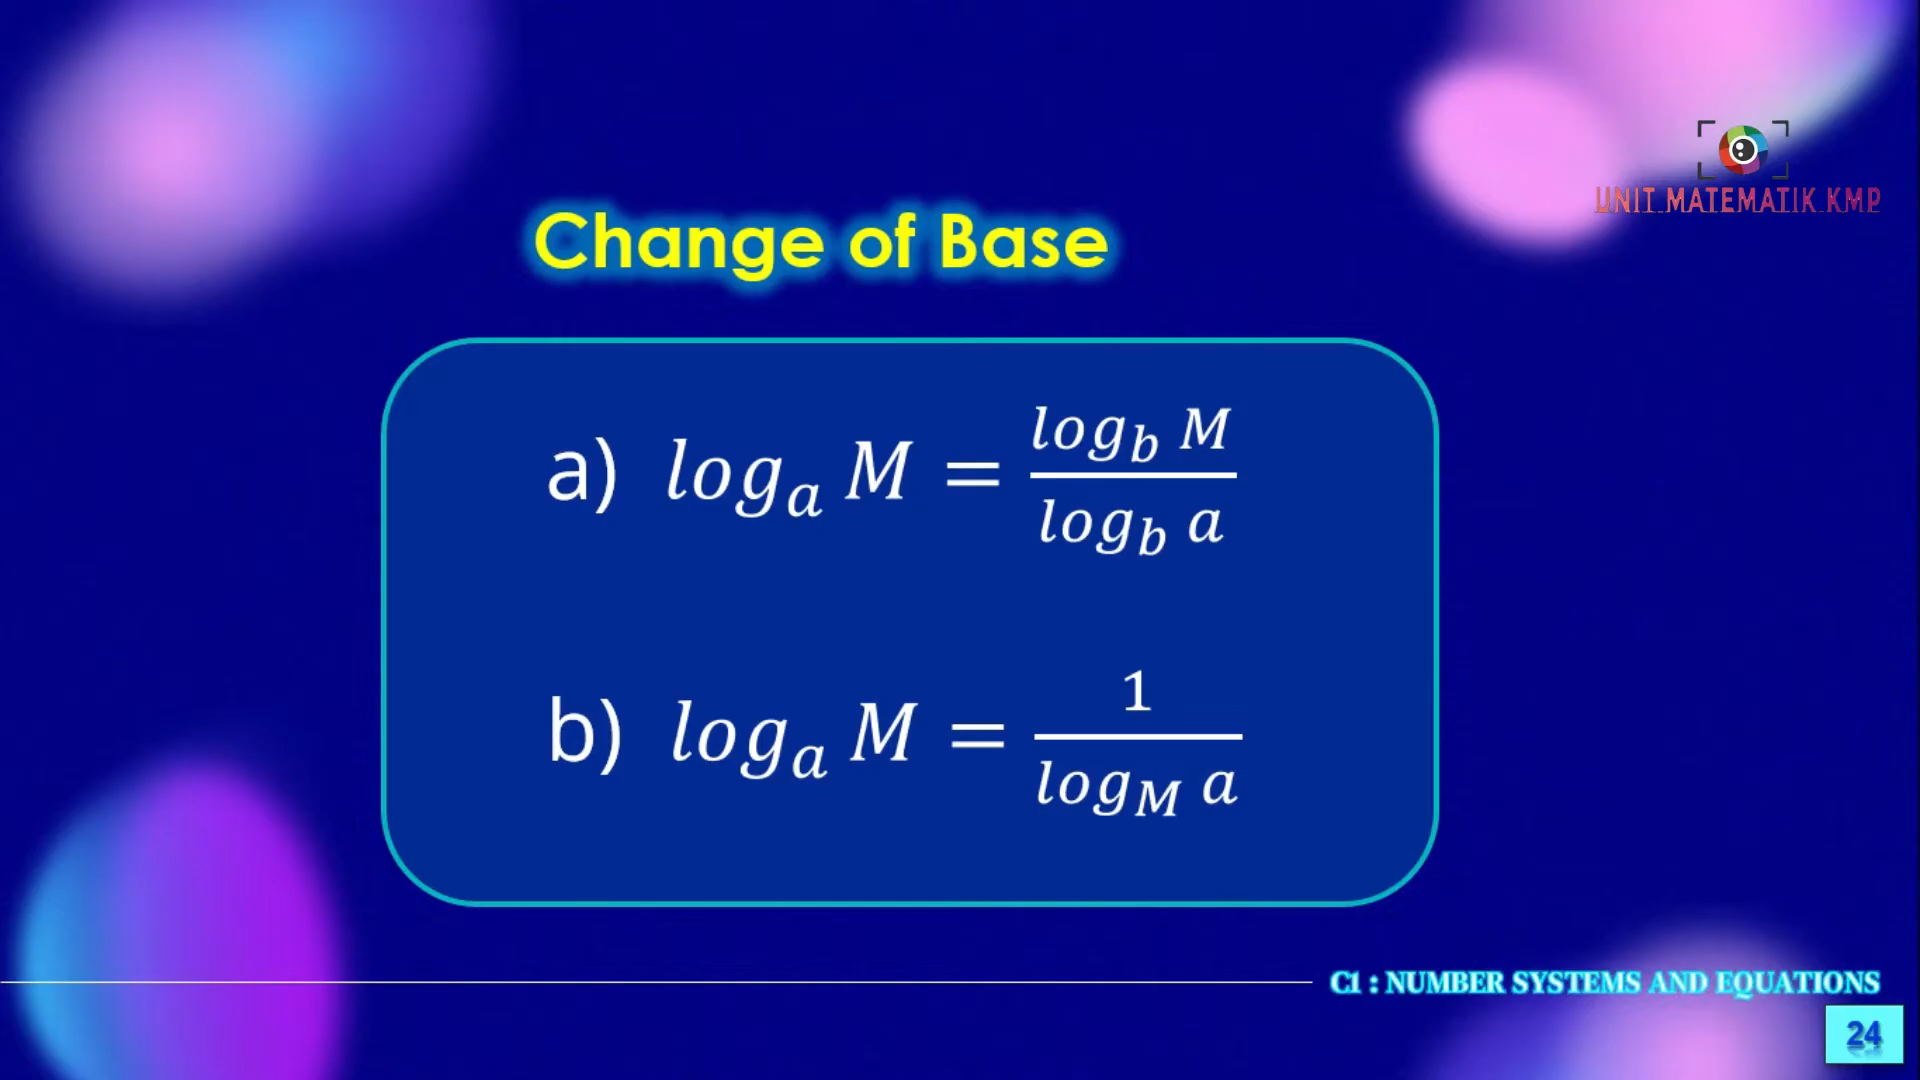 UNIT MATEMATIK KMP
Change of Base
a) log_a M = log_b M / log_b a
b) log_a M = 1 / log_M a
C1 : NUMBER SYSTEMS AND EQUATIONS
24